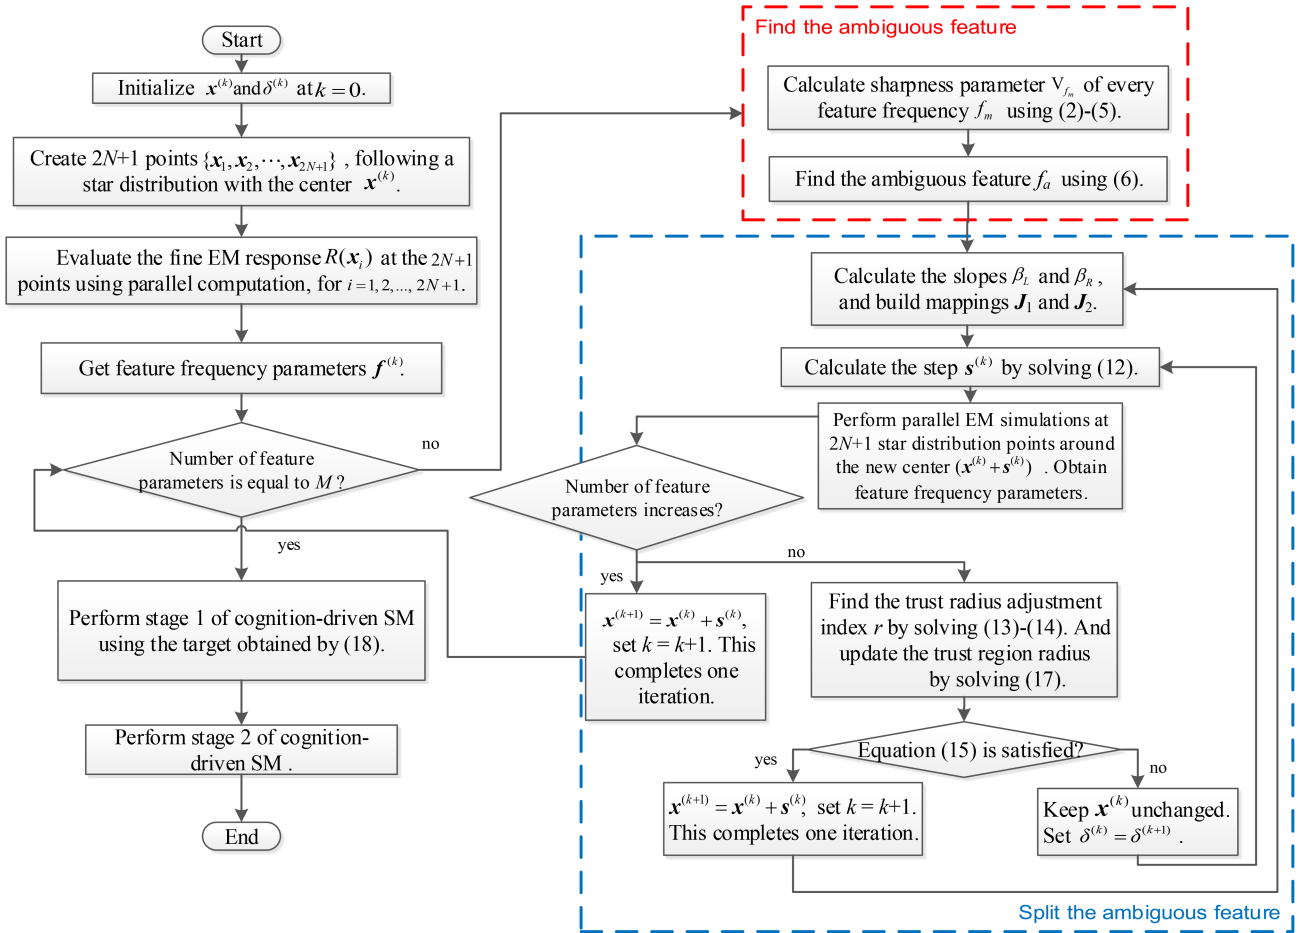 Start
Initialize x^(k) and δ^(k) at k = 0.
Create 2N+1 points {x₁, x₂, ⋯, x₂N₊₁} , following a
star distribution with the center x^(k).
Evaluate the fine EM response R(xᵢ) at the 2N+1
points using parallel computation, for i = 1, 2, ..., 2N+1.
Get feature frequency parameters f^(k).
Number of feature
parameters is equal to M ?
no
yes
Perform stage 1 of cognition-driven SM
using the target obtained by (18).
Perform stage 2 of cognition-
driven SM .
End
Find the ambiguous feature
Calculate sharpness parameter V_{f_m} of every
feature frequency f_m using (2)-(5).
Find the ambiguous feature f_a using (6).
Calculate the slopes β_L and β_R ,
and build mappings J₁ and J₂.
Calculate the step s^(k) by solving (12).
Perform parallel EM simulations at
2N+1 star distribution points around
the new center (x^(k) + s^(k)) . Obtain
feature frequency parameters.
Number of feature
parameters increases?
no
yes
x^(k+1) = x^(k) + s^(k),
set k = k+1. This
completes one
iteration.
Find the trust radius adjustment
index r by solving (13)-(14). And
update the trust region radius
by solving (17).
Equation (15) is satisfied?
yes
no
x^(k+1) = x^(k) + s^(k), set k = k+1.
This completes one iteration.
Keep x^(k) unchanged.
Set δ^(k) = δ^(k+1) .
Split the ambiguous feature